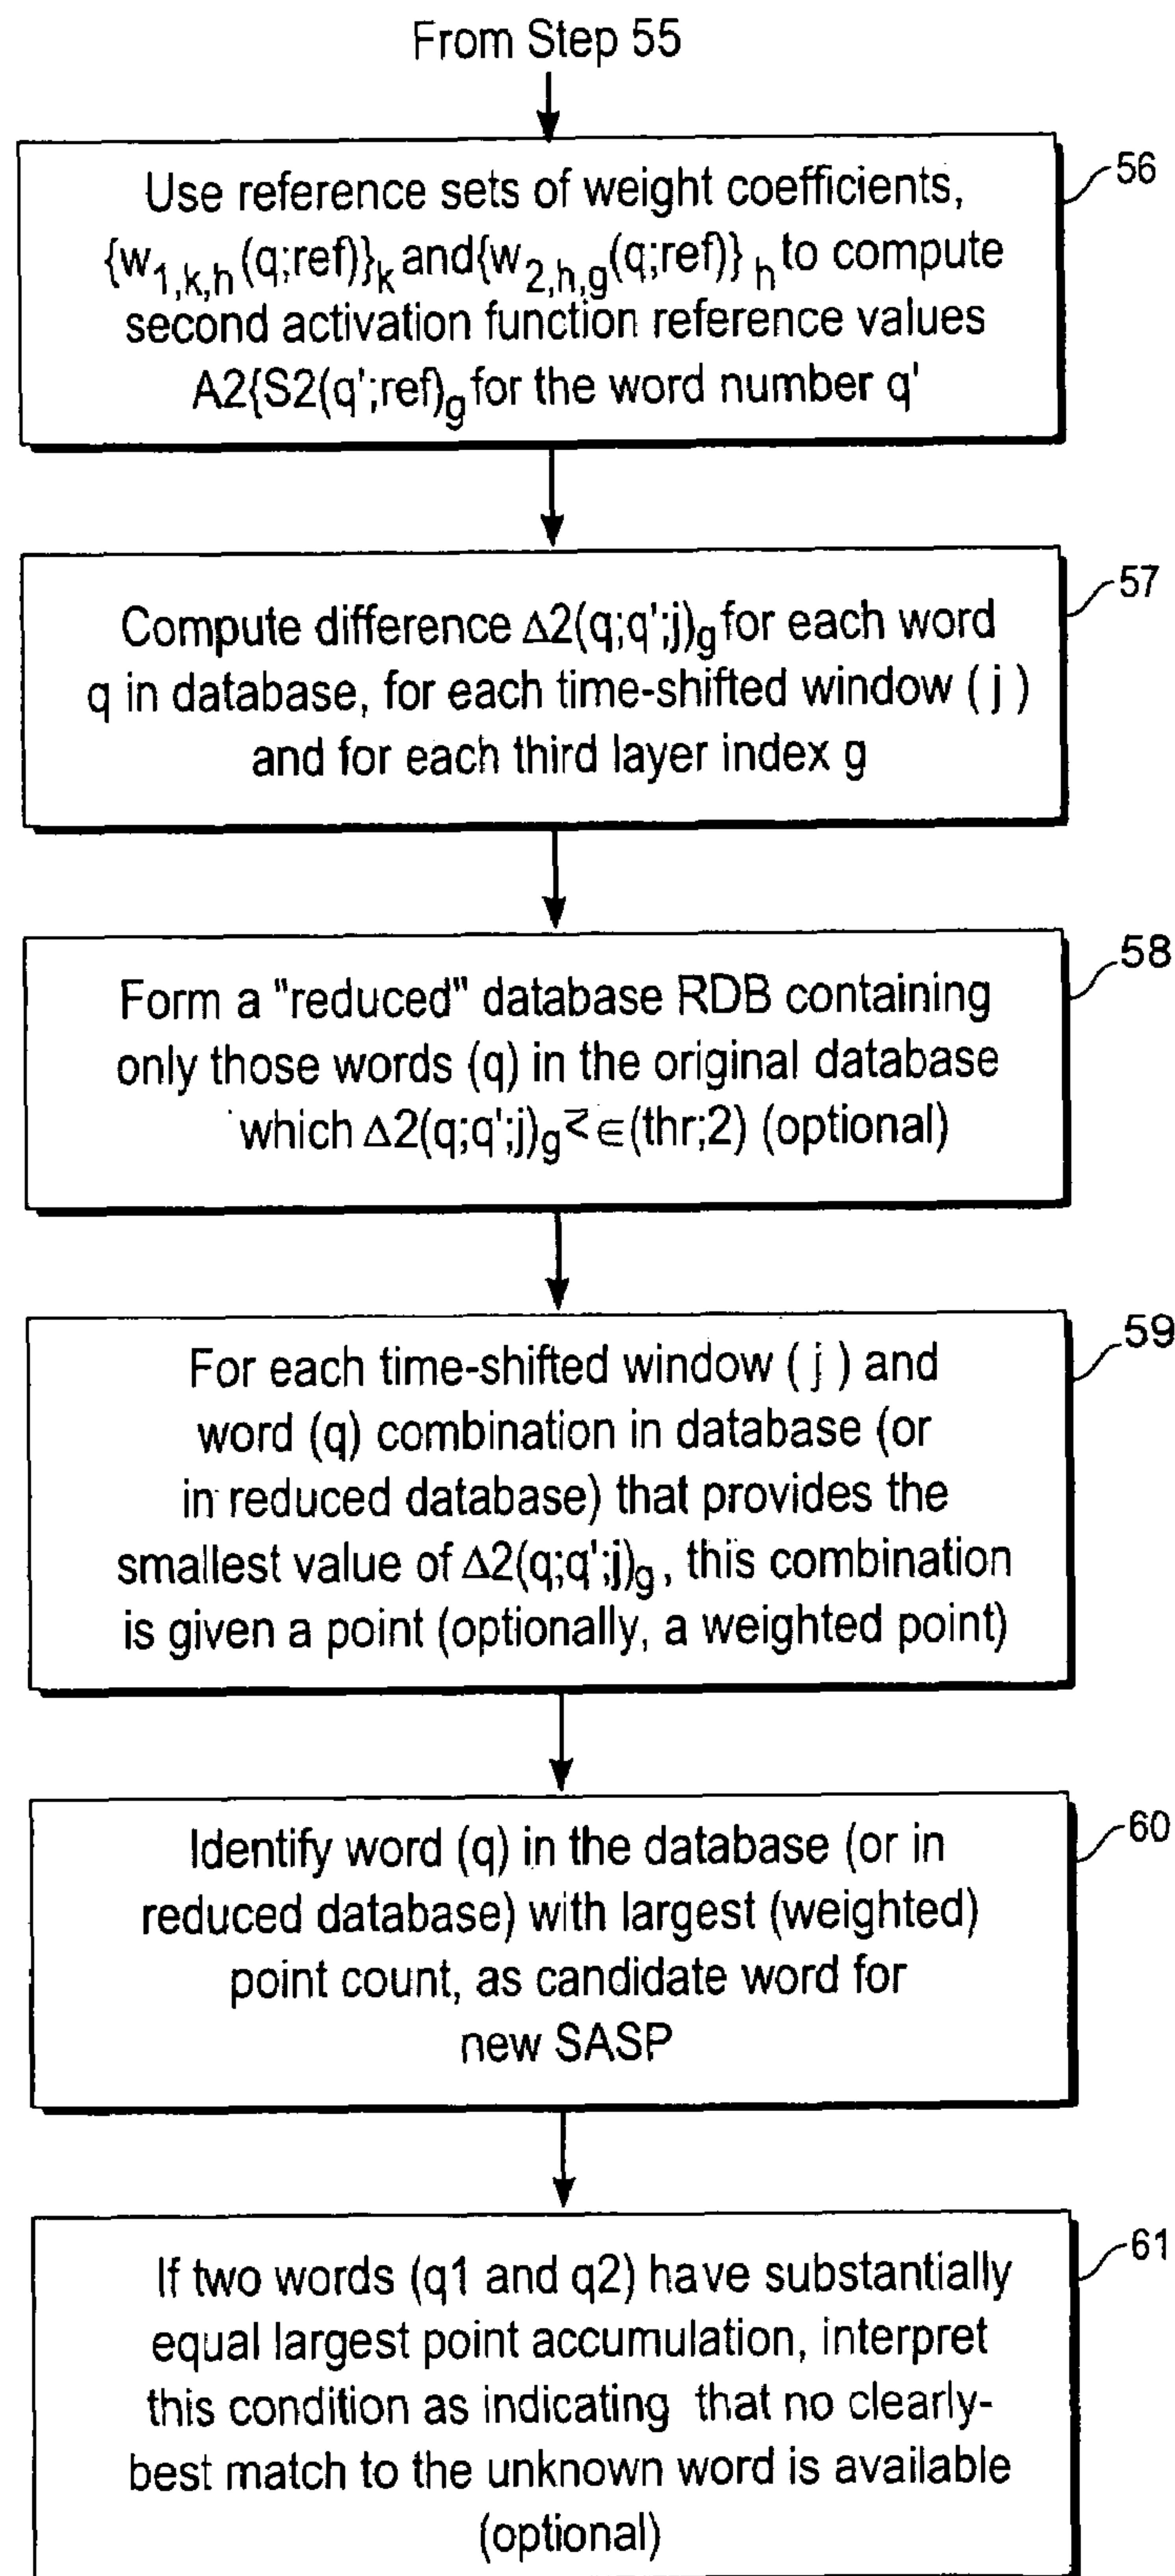 From Step 55
56
Use reference sets of weight coefficients,
{w1,k,h(q;ref)}k and{w2,h,g(q;ref)} h to compute
second activation function reference values
A2{S2(q';ref)g for the word number q'
57
Compute difference Δ2(q;q';j)g for each word
q in database, for each time-shifted window ( j )
and for each third layer index g
58
Form a "reduced" database RDB containing
only those words (q) in the original database
which Δ2(q;q';j)g ≷ ∈(thr;2) (optional)
59
For each time-shifted window ( j ) and
word (q) combination in database (or
in reduced database) that provides the
smallest value of Δ2(q;q';j)g, this combination
is given a point (optionally, a weighted point)
60
Identify word (q) in the database (or in
reduced database) with largest (weighted)
point count, as candidate word for
new SASP
61
If two words (q1 and q2) have substantially
equal largest point accumulation, interpret
this condition as indicating that no clearly-
best match to the unknown word is available
(optional)